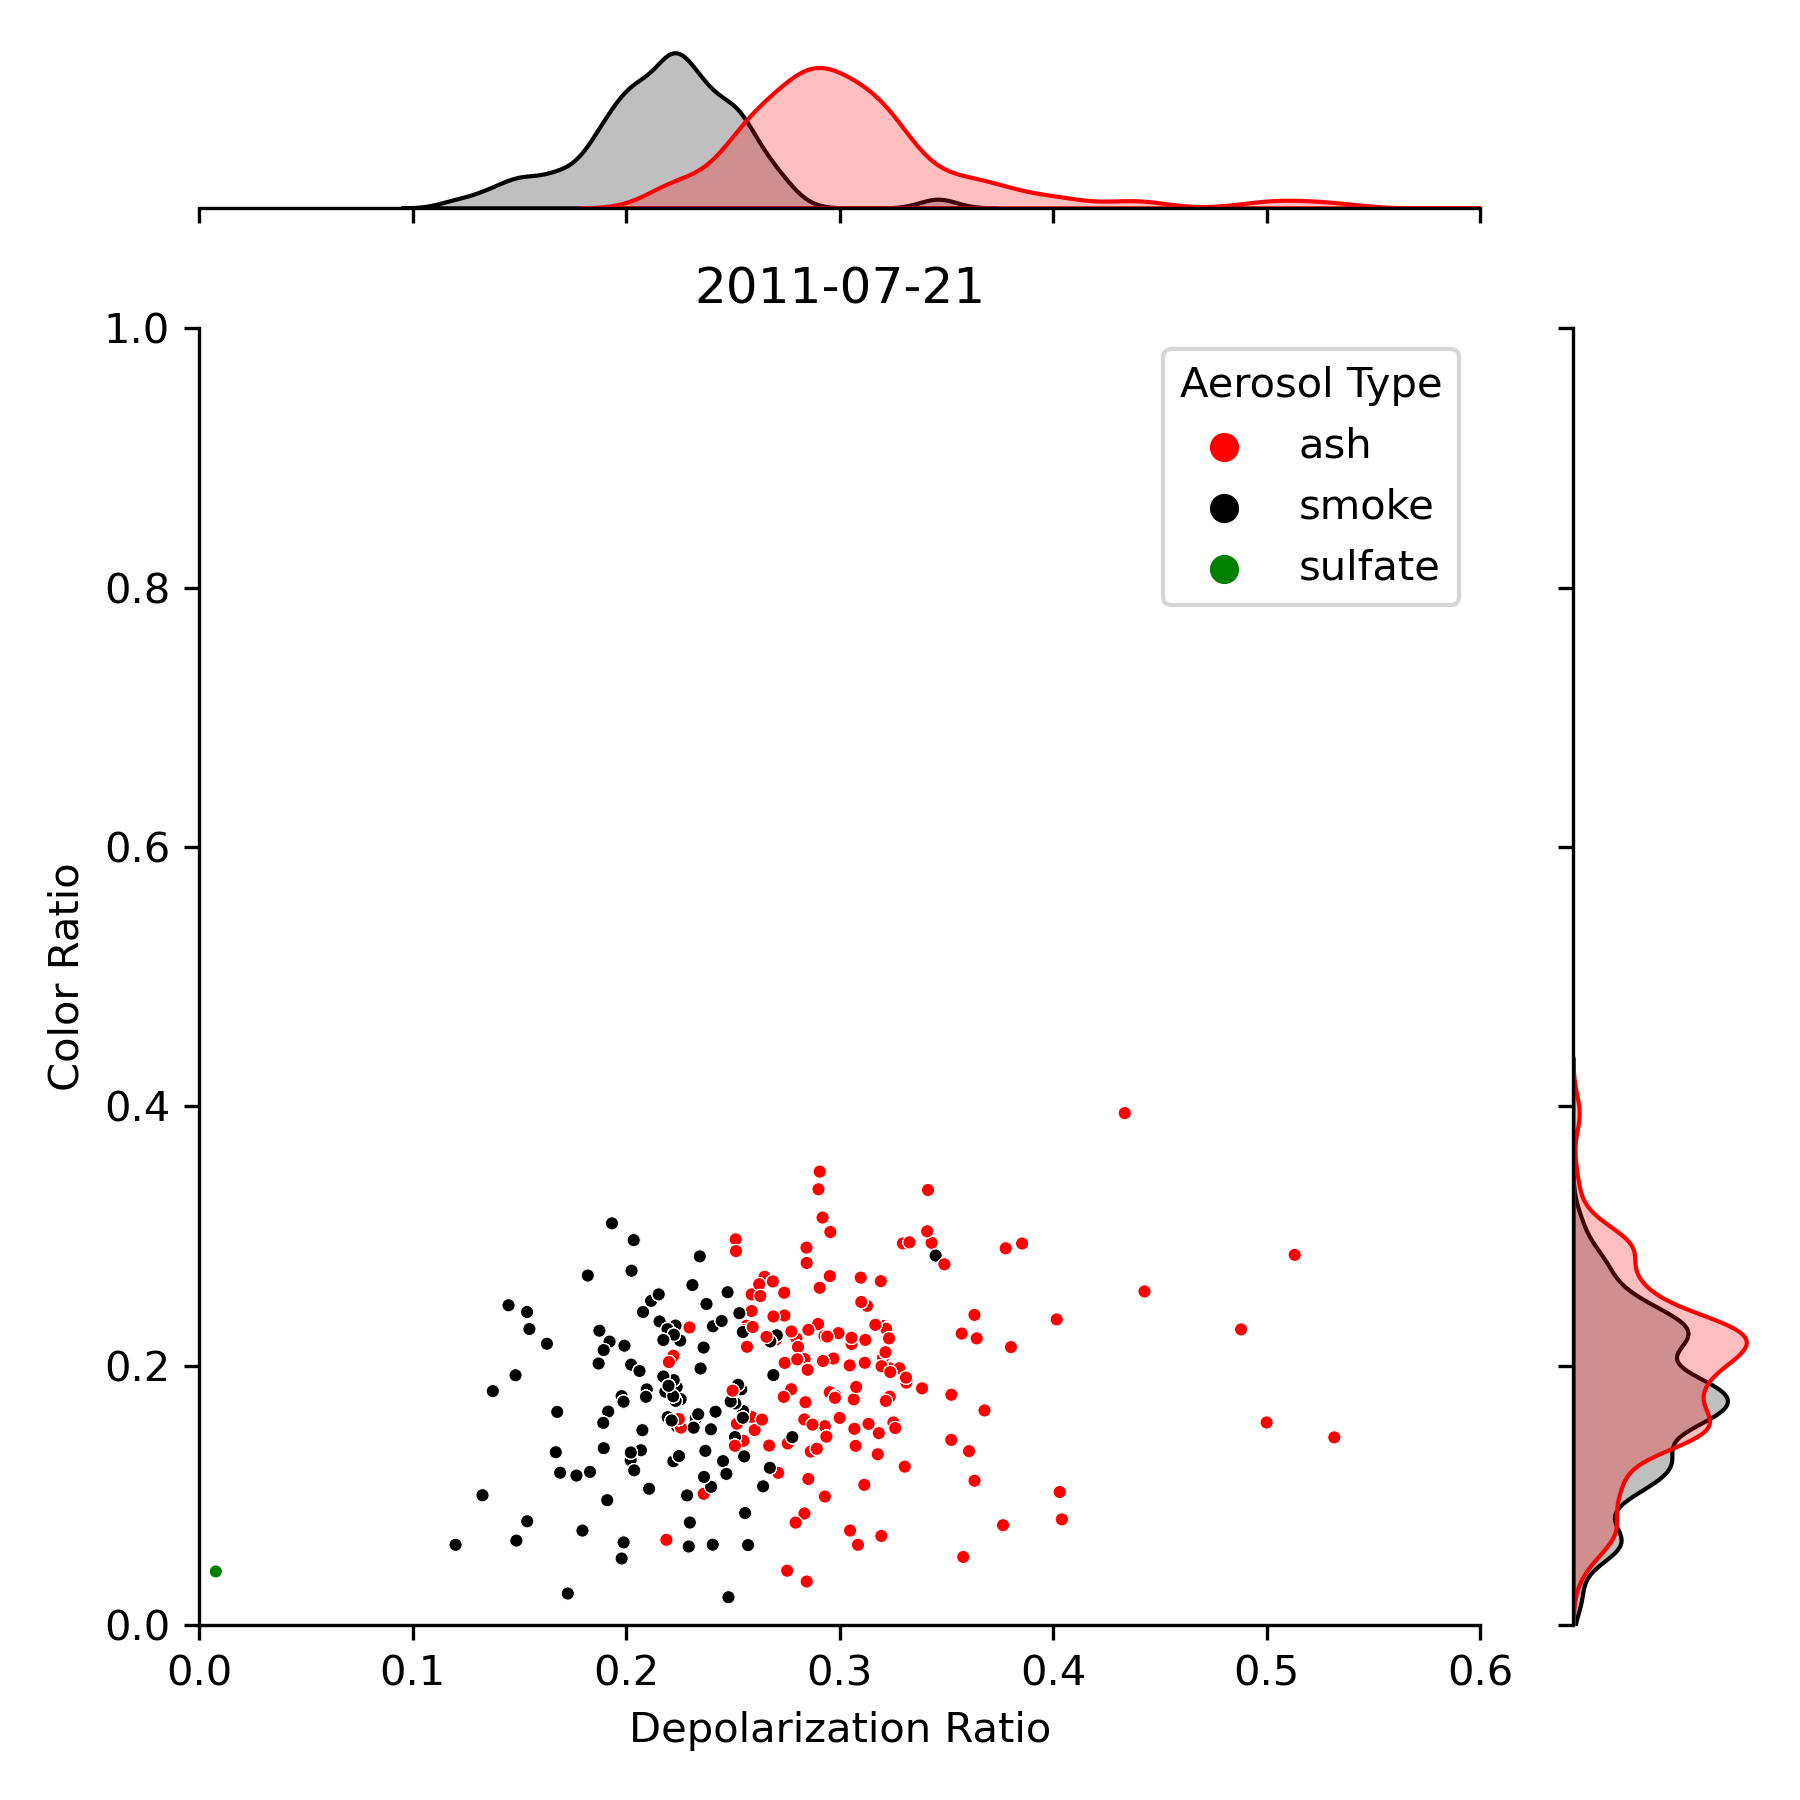 2011-07-21
Aerosol Type
ash
smoke
sulfate
1.0
0.8
0.6
0.4
0.2
0.0
Color Ratio
0.0 0.1 0.2 0.3 0.4 0.5 0.6
Depolarization Ratio